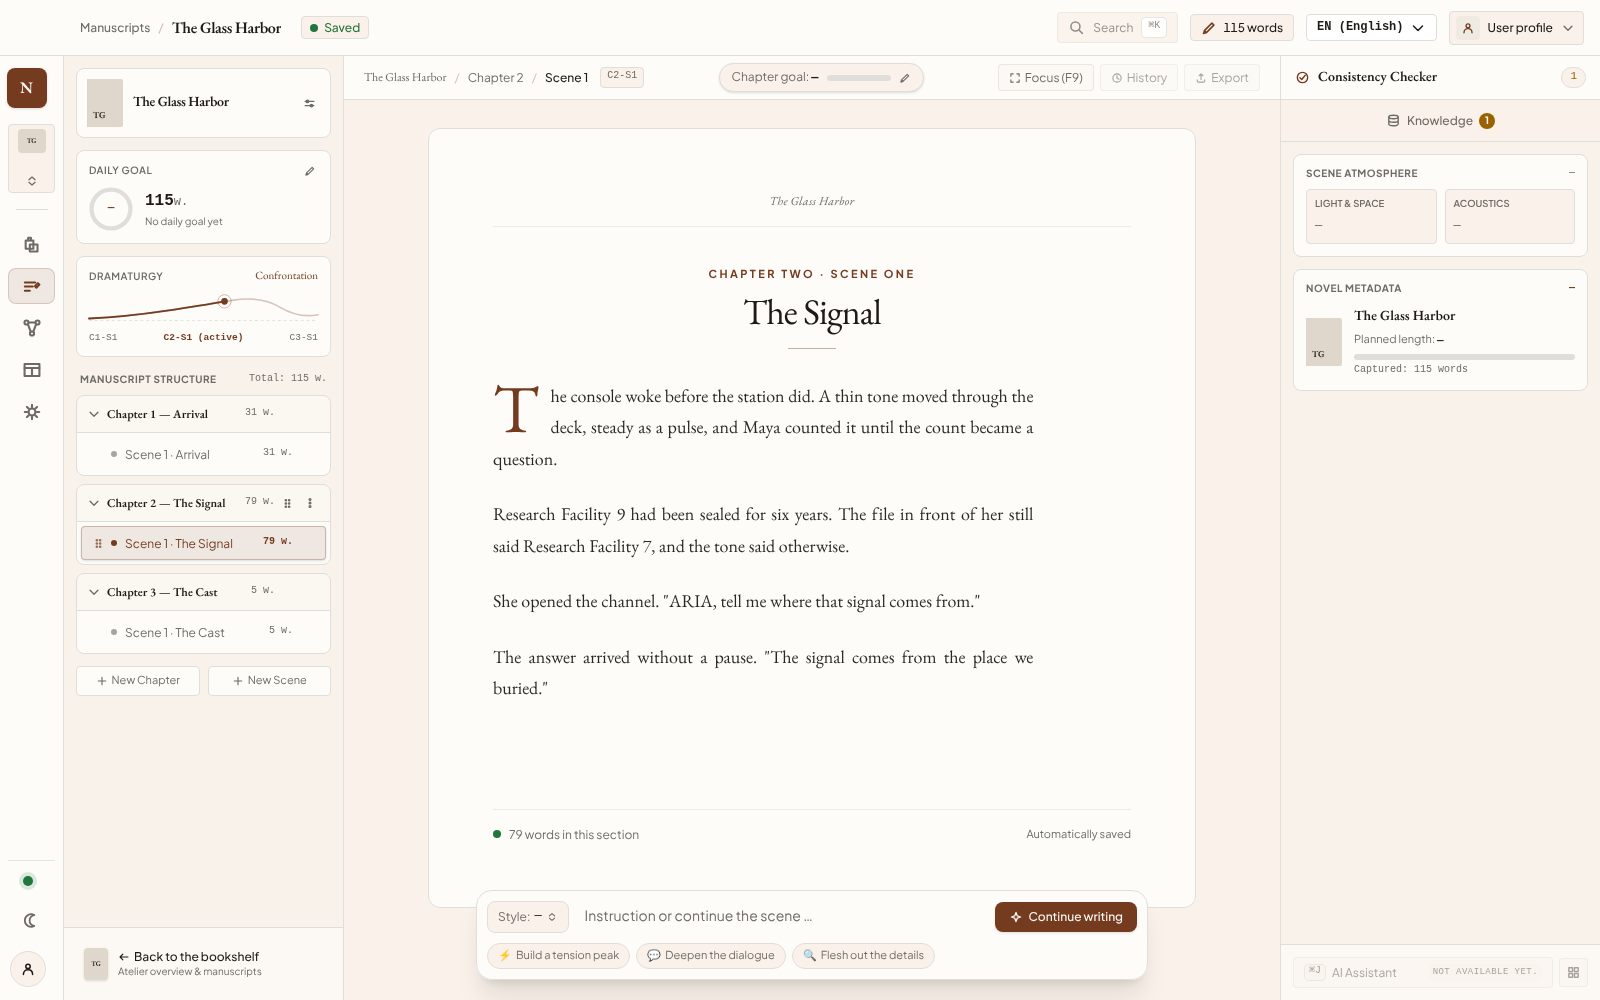 Manuscripts / The Glass Harbor
Saved
Search ⌘K
115 words
EN (English)
User profile
N
TG
TG
The Glass Harbor
DAILY GOAL
–
115w.
No daily goal yet
DRAMATURGY
Confrontation
C1-S1
C2-S1 (active)
C3-S1
MANUSCRIPT STRUCTURE
Total: 115 w.
Chapter 1 — Arrival 31 w.
Scene 1 · Arrival 31 w.
Chapter 2 — The Signal 79 w.
Scene 1 · The Signal 79 w.
Chapter 3 — The Cast 5 w.
Scene 1 · The Cast 5 w.
+ New Chapter
+ New Scene
TG
← Back to the bookshelf
Atelier overview & manuscripts
The Glass Harbor / Chapter 2 / Scene 1 C2-S1
Chapter goal: –
Focus (F9)
History
Export
The Glass Harbor
CHAPTER TWO · SCENE ONE
The Signal
The console woke before the station did. A thin tone moved through the
deck, steady as a pulse, and Maya counted it until the count became a
question.
Research Facility 9 had been sealed for six years. The file in front of her still
said Research Facility 7, and the tone said otherwise.
She opened the channel. "ARIA, tell me where that signal comes from."
The answer arrived without a pause. "The signal comes from the place we
buried."
79 words in this section
Automatically saved
Style: –
Instruction or continue the scene ...
Continue writing
⚡ Build a tension peak
💬 Deepen the dialogue
🔍 Flesh out the details
Consistency Checker
1
Knowledge 1
SCENE ATMOSPHERE –
LIGHT & SPACE
–
ACOUSTICS
–
NOVEL METADATA –
TG
The Glass Harbor
Planned length: –
Captured: 115 words
⌘J AI Assistant
NOT AVAILABLE YET.